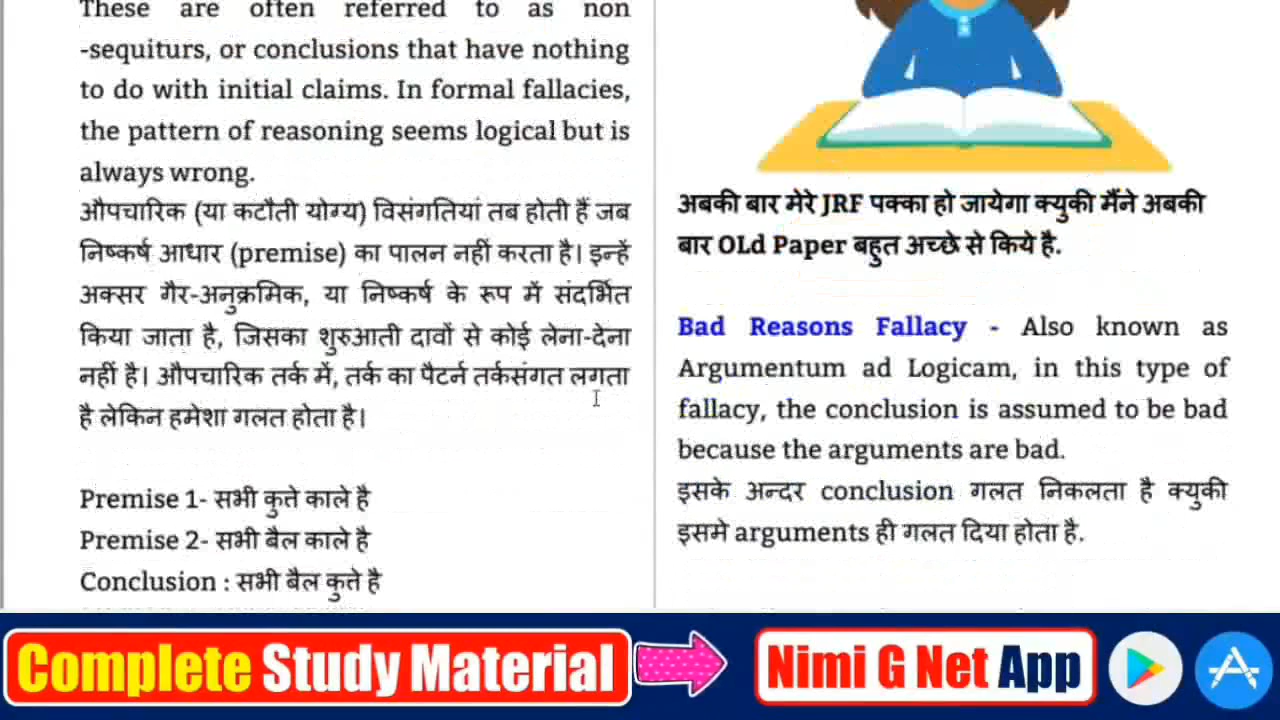 These are often referred to as non
-sequiturs, or conclusions that have nothing
to do with initial claims. In formal fallacies,
the pattern of reasoning seems logical but is
always wrong.
औपचारिक (या कटौती योग्य) विसंगतियां तब होती हैं जब
निष्कर्ष आधार (premise) का पालन नहीं करता है। इन्हें
अक्सर गैर-अनुक्रमिक, या निष्कर्ष के रूप में संदर्भित
किया जाता है, जिसका शुरुआती दावों से कोई लेना-देना
नहीं है। औपचारिक तर्क में, तर्क का पैटर्न तर्कसंगत लगता
है लेकिन हमेशा गलत होता है।
Premise 1- सभी कुते काले है
Premise 2- सभी बैल काले है
Conclusion : सभी बैल कुते है
अबकी बार मेरे JRF पक्का हो जायेगा क्युकी मैंने अबकी
बार OLd Paper बहुत अच्छे से किये है.
Bad Reasons Fallacy - Also known as
Argumentum ad Logicam, in this type of
fallacy, the conclusion is assumed to be bad
because the arguments are bad.
इसके अन्दर conclusion गलत निकलता है क्युकी
इसमे arguments ही गलत दिया होता है.
Complete Study Material
Nimi G Net App